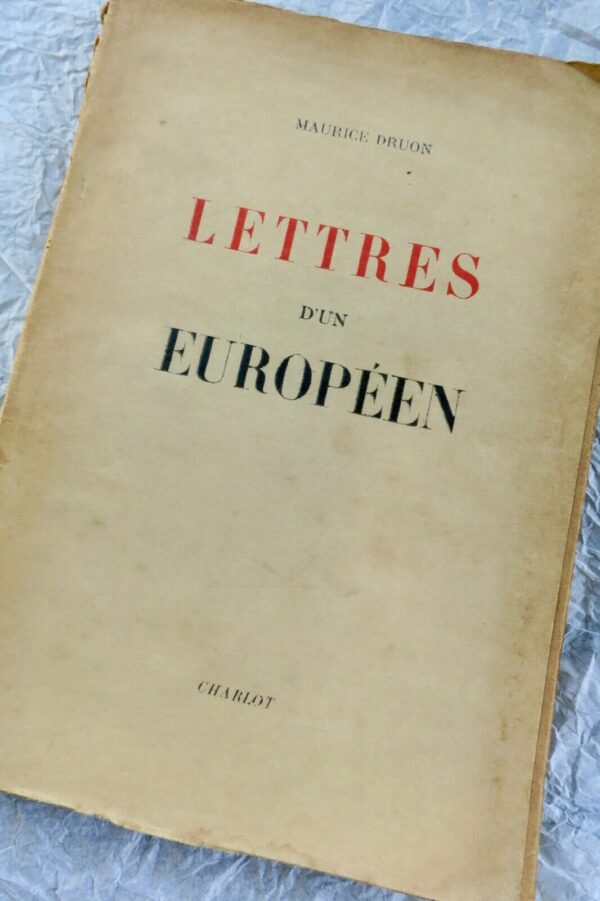 MAURICE DRUON
LETTRES
D'UN
EUROPÉEN
CHARLOT